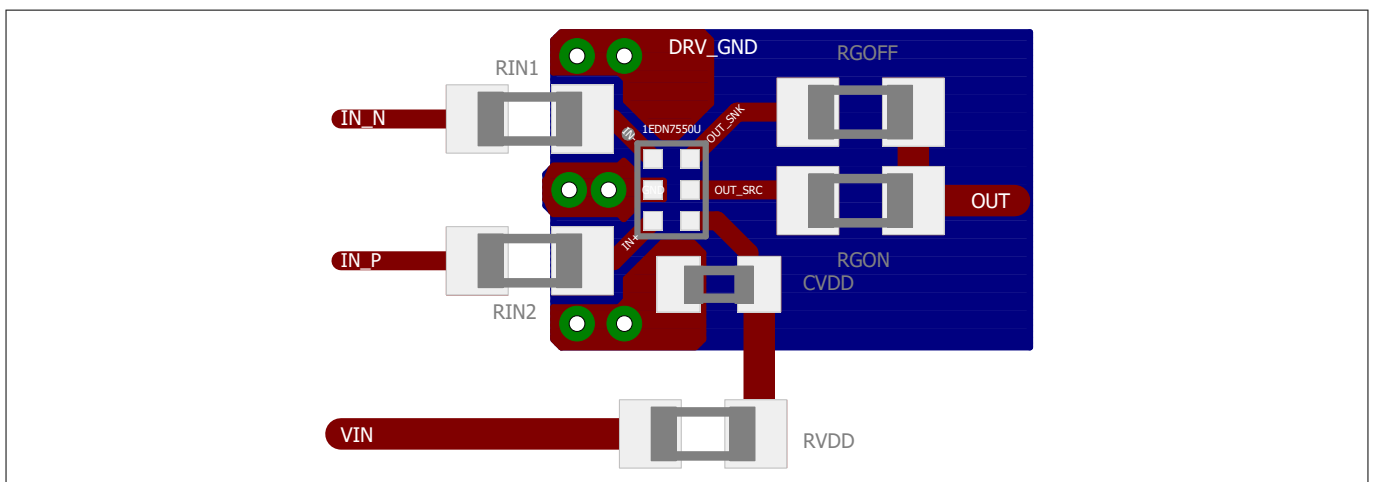 DRV_GND
RGOFF
RIN1
IN_N
1EDN7550U
OUT_SNK
IN-
GND
OUT_SRC
OUT
IN+
IN_P
RGON
CVDD
RIN2
VIN
RVDD